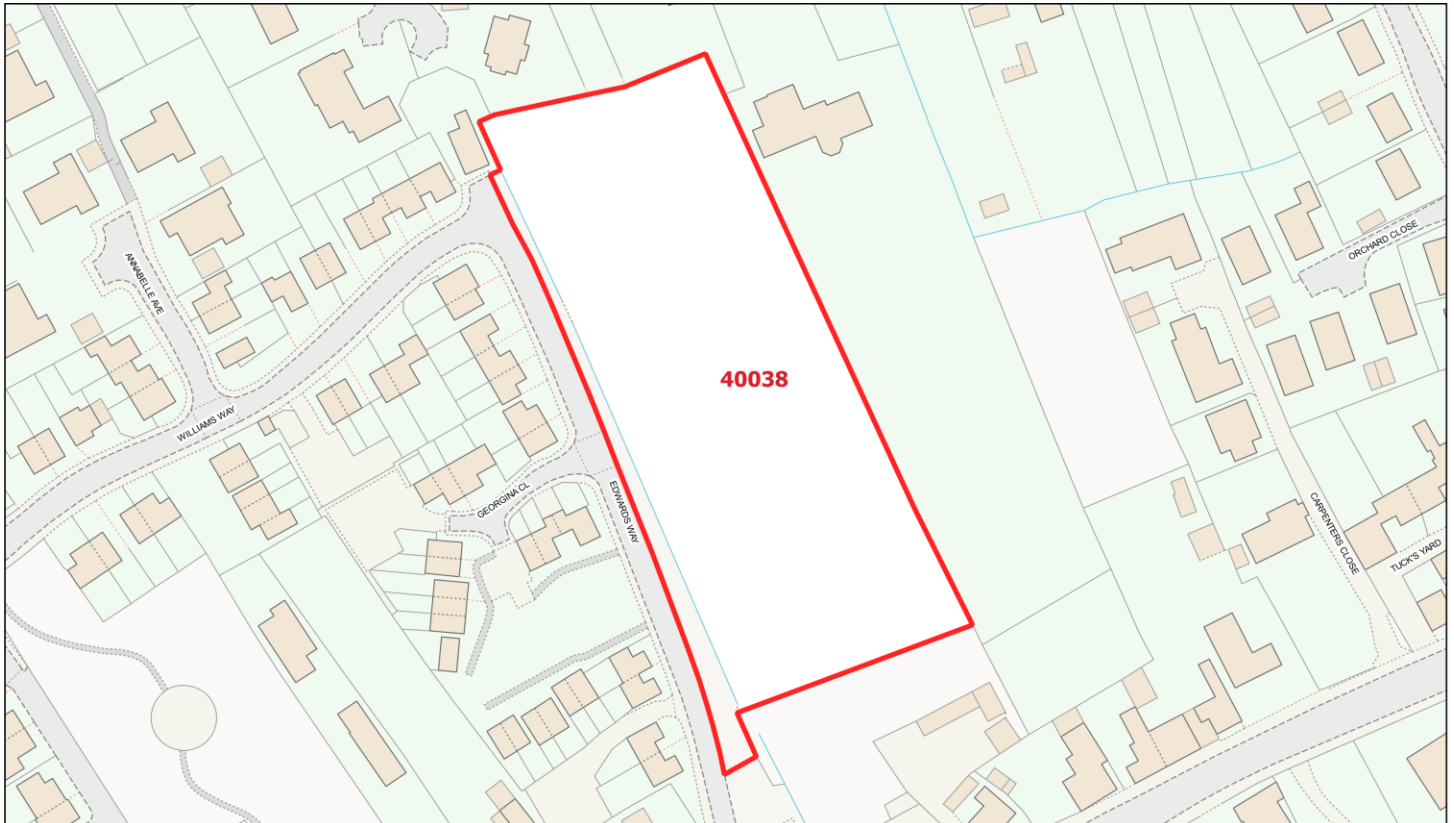 ORCHARD CLOSE
ANNABELLE AVE
40038
WILLIAMS WAY
GEORGINA CL
EDWARDS WAY
CARPENTERS CLOSE
TUCK'S YARD